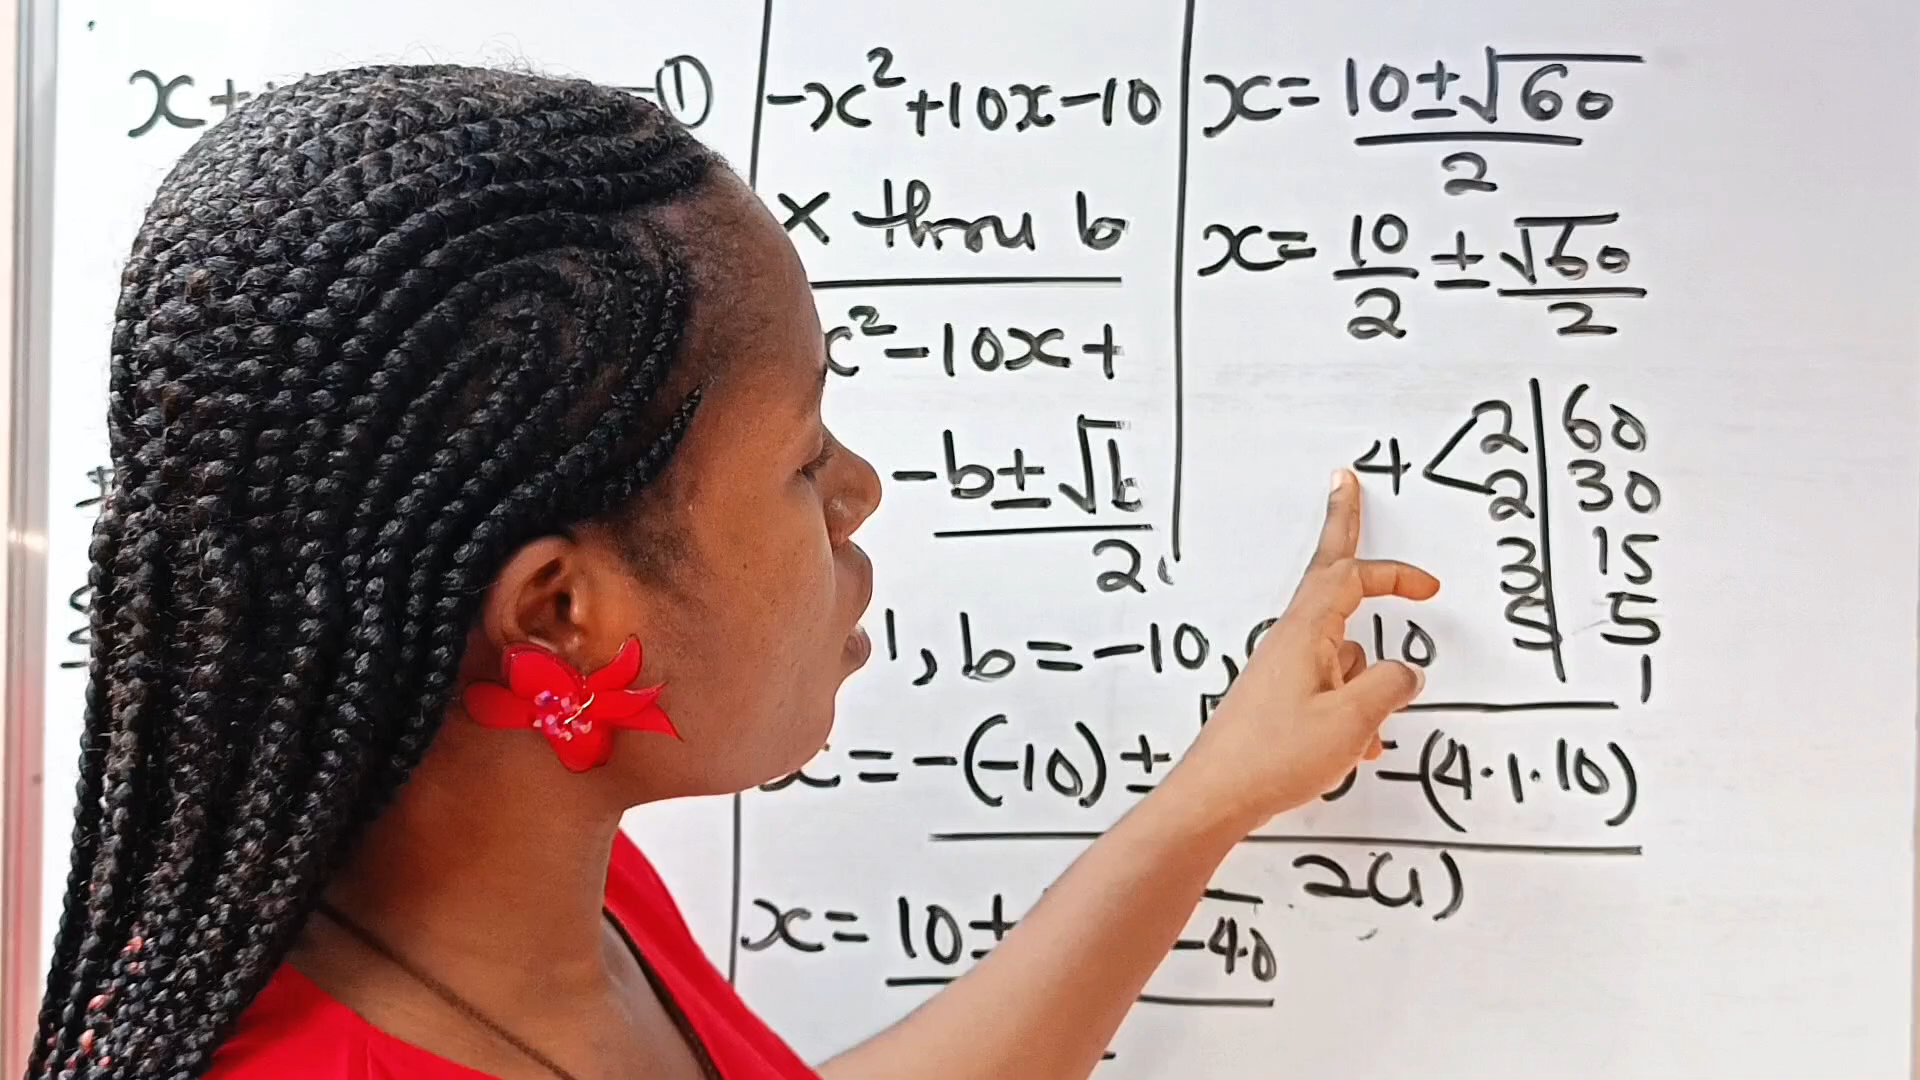 x+ -①
-x²+10x-10
x thru b
x²-10x+
-b±√b
2
1, b=-10, 10
x=-(-10)± -(4·1·10)
2(1)
x=10± -40
x=10±√60
2
x=10/2±√60/2
4 2|60
2|30
3|15
5|5
1